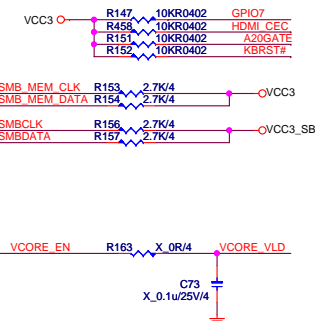 R147 10KR0402 GPIO7
VCC3 R458 10KR0402 HDMI_CEC
R151 10KR0402 A20GATE
R152 10KR0402 KBRST#
SMB_MEM_CLK R153 2.7K/4 VCC3
SMB_MEM_DATA R154 2.7K/4
SMBCLK R156 2.7K/4 VCC3_SB
SMBDATA R157 2.7K/4
VCORE_EN R163 X_0R/4 VCORE_VLD
C73
X_0.1u/25V/4